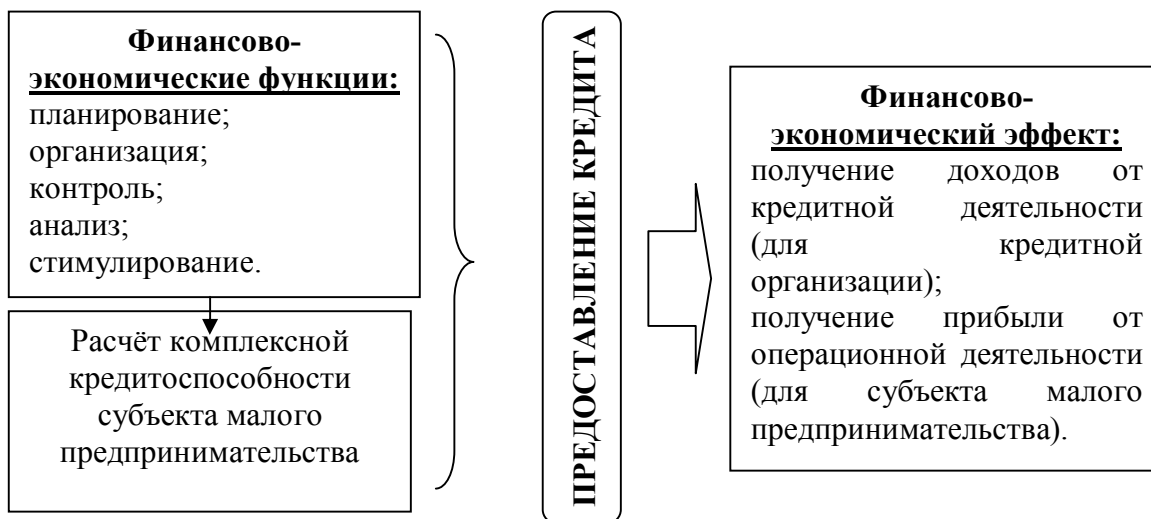 Финансово-
экономические функции:
планирование;
организация;
контроль;
анализ;
стимулирование.
Расчёт комплексной
кредитоспособности
субъекта малого
предпринимательства
ПРЕДОСТАВЛЕНИЕ КРЕДИТА
Финансово-
экономический эффект:
получение доходов от
кредитной деятельности
(для кредитной
организации);
получение прибыли от
операционной деятельности
(для субъекта малого
предпринимательства).